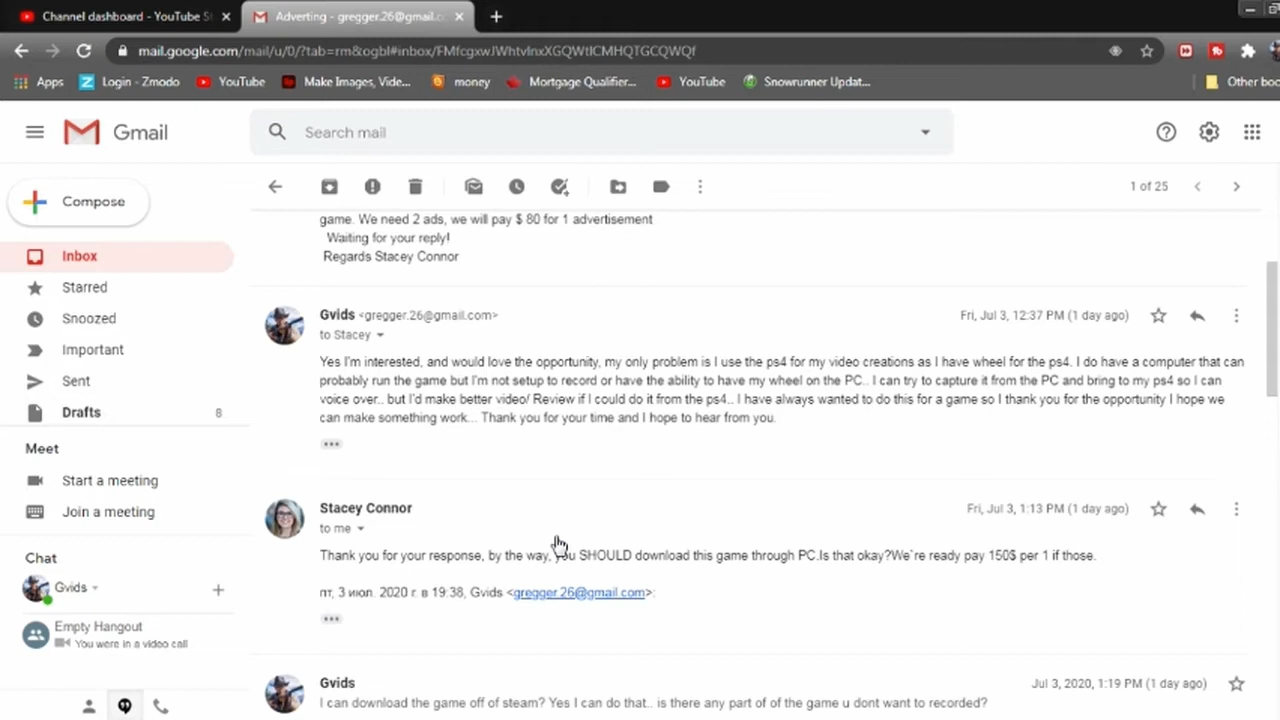 Channel dashboard - YouTube S
Adverting - gregger.26@gmail.c
mail.google.com/mail/u/0/?tab=rm&ogbl#inbox/
Apps
Login - Zmodo
YouTube
Make Images, Vide...
money
Mortgage Qualifier...
YouTube
Snowrunner Updat...
Other boo
Gmail
Search mail
Compose
1 of 25
Inbox
Starred
Snoozed
Important
Sent
Drafts 8
Meet
Start a meeting
Join a meeting
Chat
Gvids
Empty Hangout
You were in a video call
game. We need 2 ads, we will pay $ 80 for 1 advertisement
Waiting for your reply!
Regards Stacey Connor
Gvids <gregger.26@gmail.com> Fri, Jul 3, 12:37 PM (1 day ago)
to Stacey
Yes I'm interested, and would love the opportunity, my only problem is I use the ps4 for my video creations as I have wheel for the ps4. I do have a computer that can
probably run the game but I'm not setup to record or have the ability to have my wheel on the PC.. I can try to capture it from the PC and bring to my ps4 so I can
voice over.. but I'd make better video/ Review if I could do it from the ps4.. I have always wanted to do this for a game so I thank you for the opportunity I hope we
can make something work... Thank you for your time and I hope to hear from you.
Stacey Connor Fri, Jul 3, 1:13 PM (1 day ago)
to me
Thank you for your response, by the way, you SHOULD download this game through PC.Is that okay?We`re ready pay 150$ per 1 if those.
пт, 3 июл. 2020 г. в 19:38, Gvids <gregger.26@gmail.com>:
Gvids Jul 3, 2020, 1:19 PM (1 day ago)
I can download the game off of steam? Yes I can do that.. is there any part of of the game u dont want to recorded?